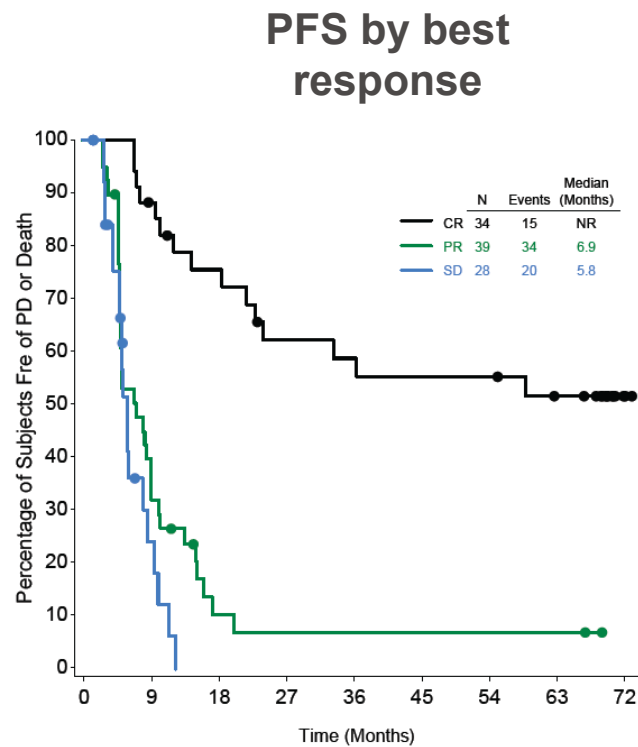 PFS by best
response
Percentage of Subjects Fre of PD or Death
100
90
80
70
60
50
40
30
20
10
0
N Events Median (Months)
CR 34 15 NR
PR 39 34 6.9
SD 28 20 5.8
0 9 18 27 36 45 54 63 72
Time (Months)